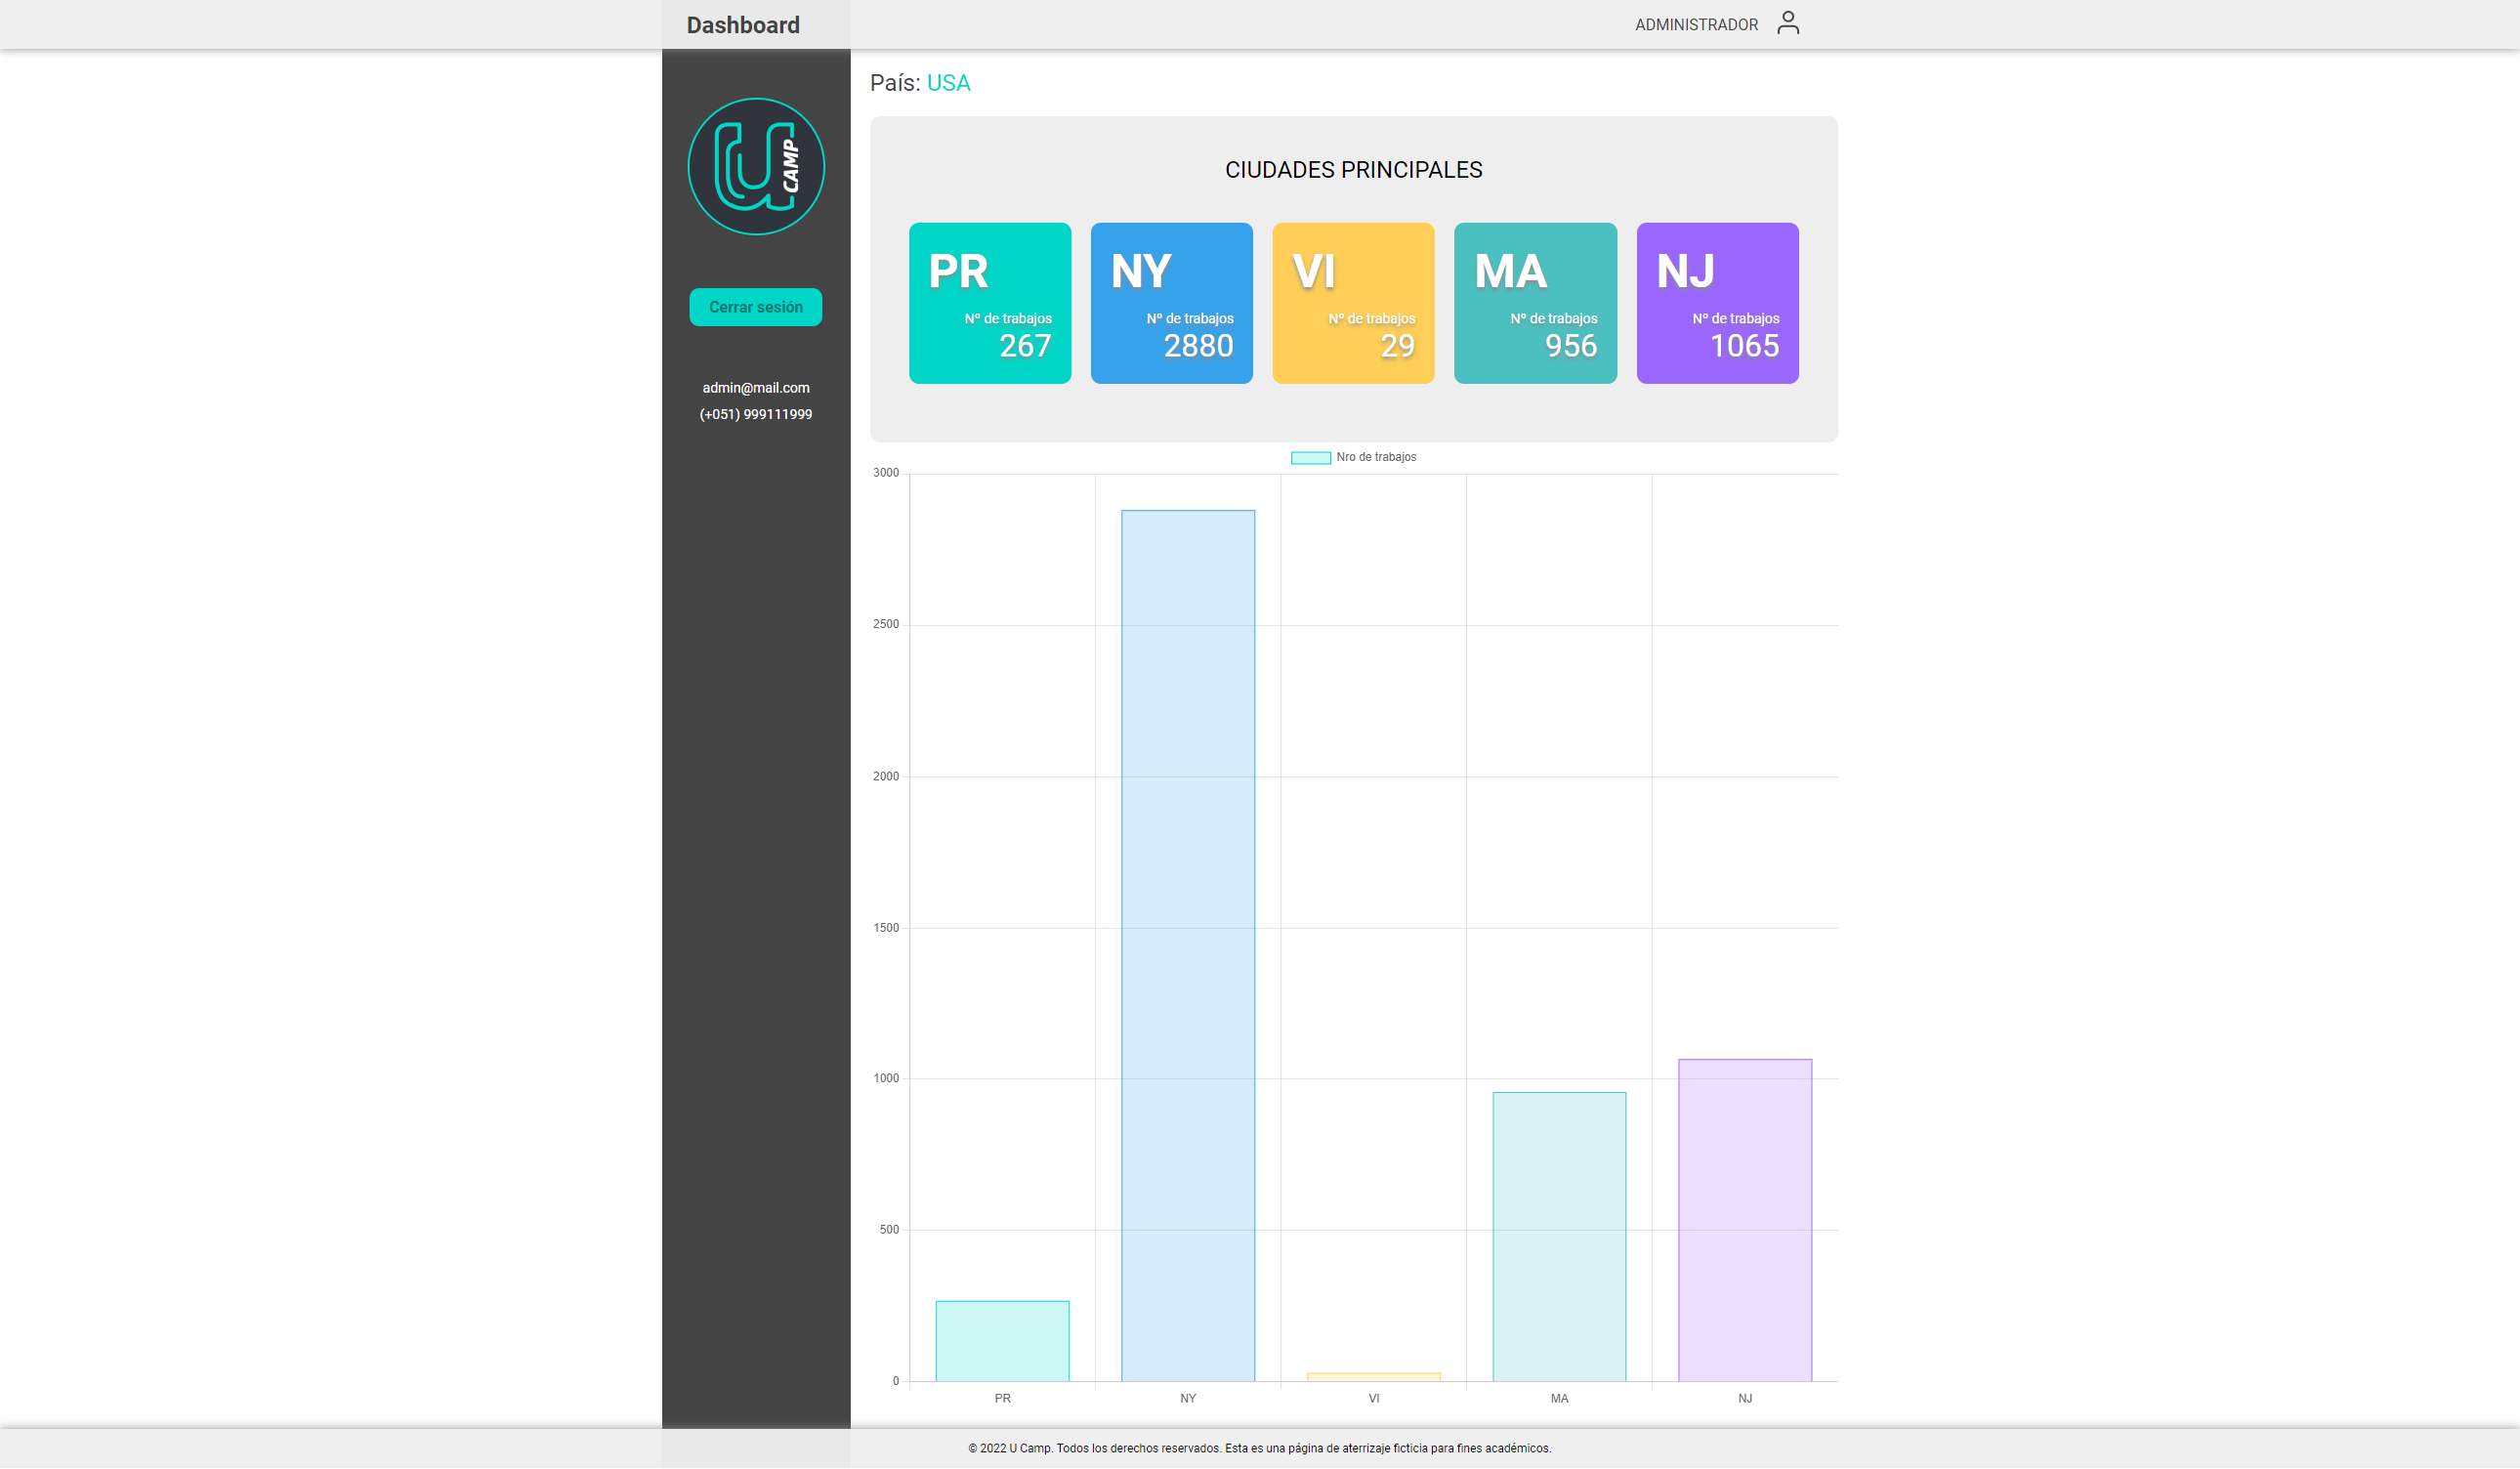 Dashboard
ADMINISTRADOR
U CAMP
Cerrar sesión
admin@mail.com
(+051) 999111999
País: USA
CIUDADES PRINCIPALES
PR
Nº de trabajos
267
NY
Nº de trabajos
2880
VI
Nº de trabajos
29
MA
Nº de trabajos
956
NJ
Nº de trabajos
1065
Nro de trabajos
3000
2500
2000
1500
1000
500
0
PR NY VI MA NJ
© 2022 U Camp. Todos los derechos reservados. Esta es una página de aterrizaje ficticia para fines académicos.